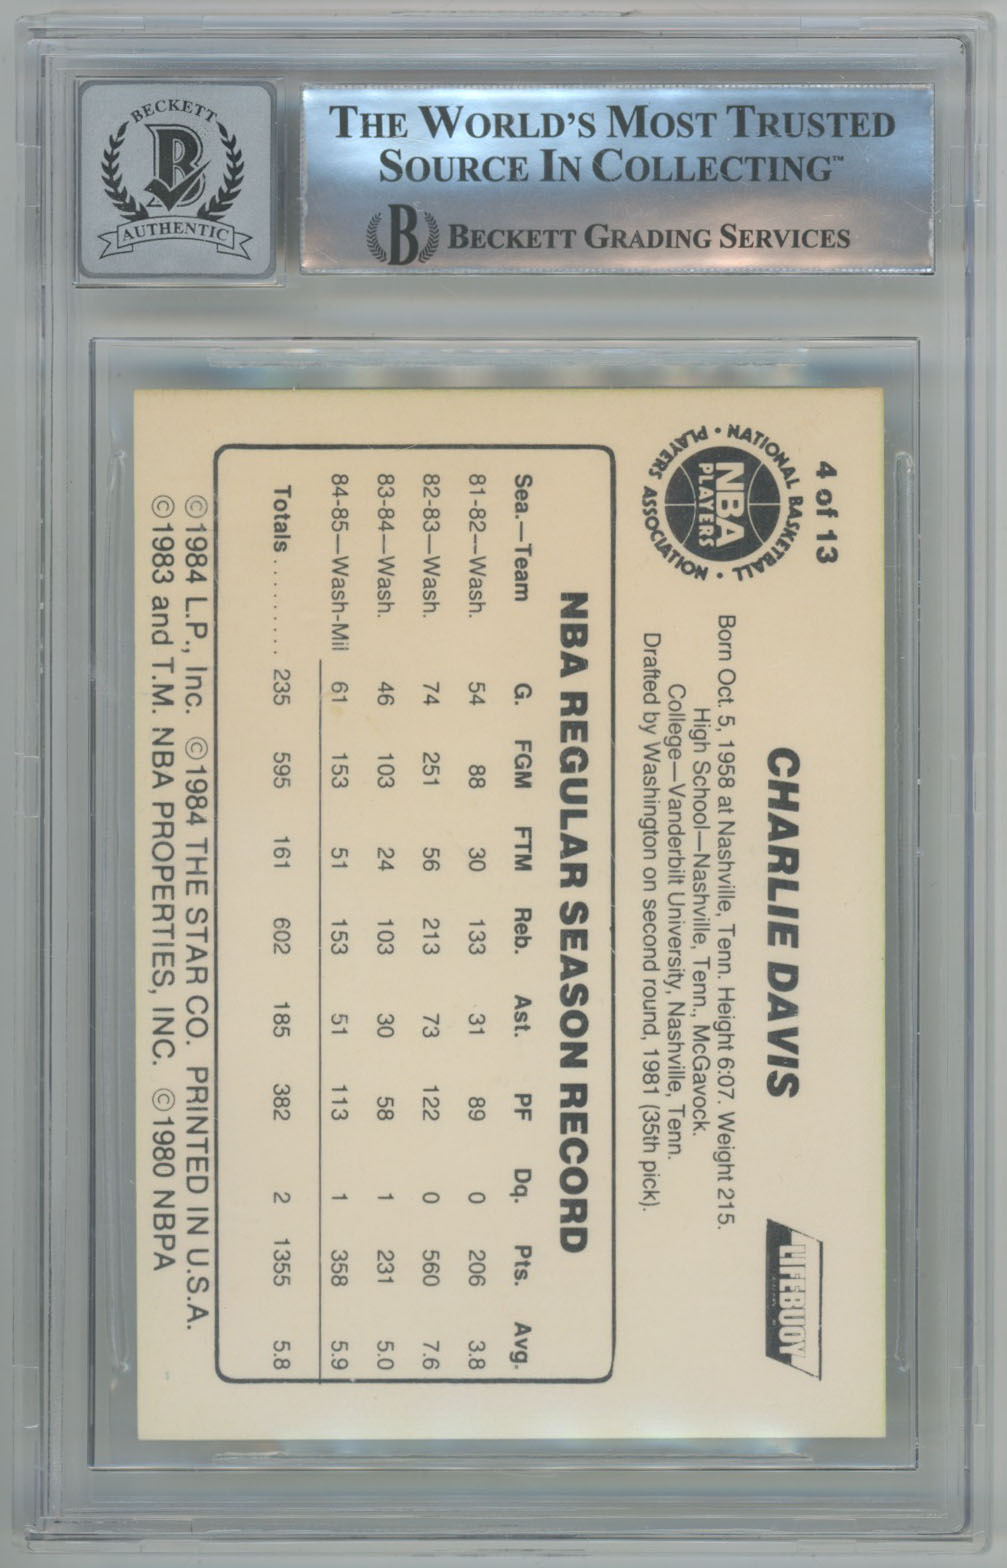 BECKETT
B
AUTHENTIC
THE WORLD'S MOST TRUSTED
SOURCE IN COLLECTING™
B BECKETT GRADING SERVICES
4 of 13
NATIONAL BASKETBALL
PLAYERS ASSOCIATION
NBA
PLAYERS
CHARLIE DAVIS
LIFEBUOY
Born Oct. 5, 1958 at Nashville, Tenn. Height 6:07. Weight 215.
High School—Nashville, Tenn., McGavock.
College—Vanderbilt University, Nashville, Tenn.
Drafted by Washington on second round, 1981 (35th pick).
NBA REGULAR SEASON RECORD
Sea.—Team G. FGM FTM Reb. Ast. PF Dq. Pts. Avg.
81-82—Wash. 54 88 30 133 31 89 0 206 3.8
82-83—Wash. 74 251 56 213 73 122 0 560 7.6
83-84—Wash. 46 103 24 103 30 58 1 231 5.0
84-85—Wash-Mil 61 153 51 153 51 113 1 358 5.9
Totals . . . . . . . . 235 595 161 602 185 382 2 1355 5.8
©1984 L.P., Inc. ©1984 THE STAR CO. PRINTED IN U.S.A.
©1983 and T.M. NBA PROPERTIES, INC. ©1980 NBPA